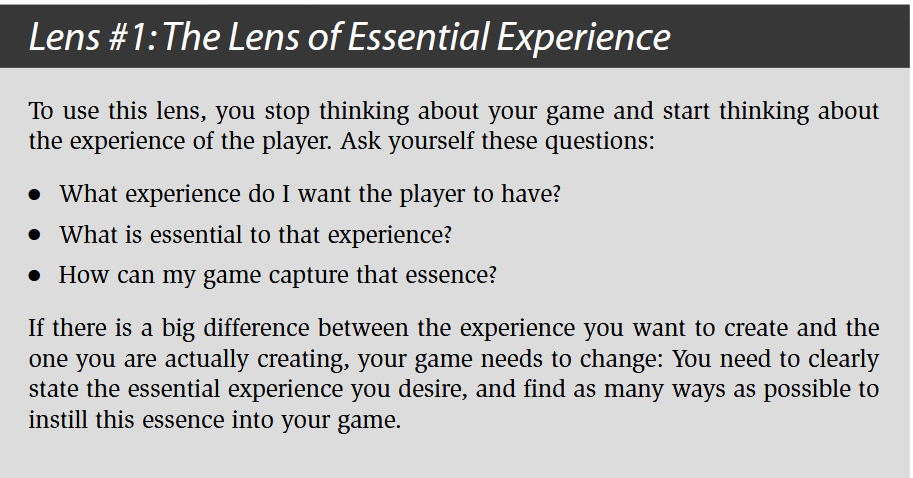 Lens #1: The Lens of Essential Experience
To use this lens, you stop thinking about your game and start thinking about
the experience of the player. Ask yourself these questions:
● What experience do I want the player to have?
● What is essential to that experience?
● How can my game capture that essence?
If there is a big difference between the experience you want to create and the
one you are actually creating, your game needs to change: You need to clearly
state the essential experience you desire, and find as many ways as possible to
instill this essence into your game.